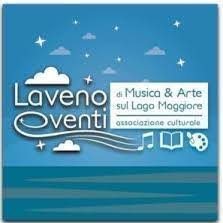 Laveno
Eventi
di Musica & Arte
sul Lago Maggiore
associazione culturale